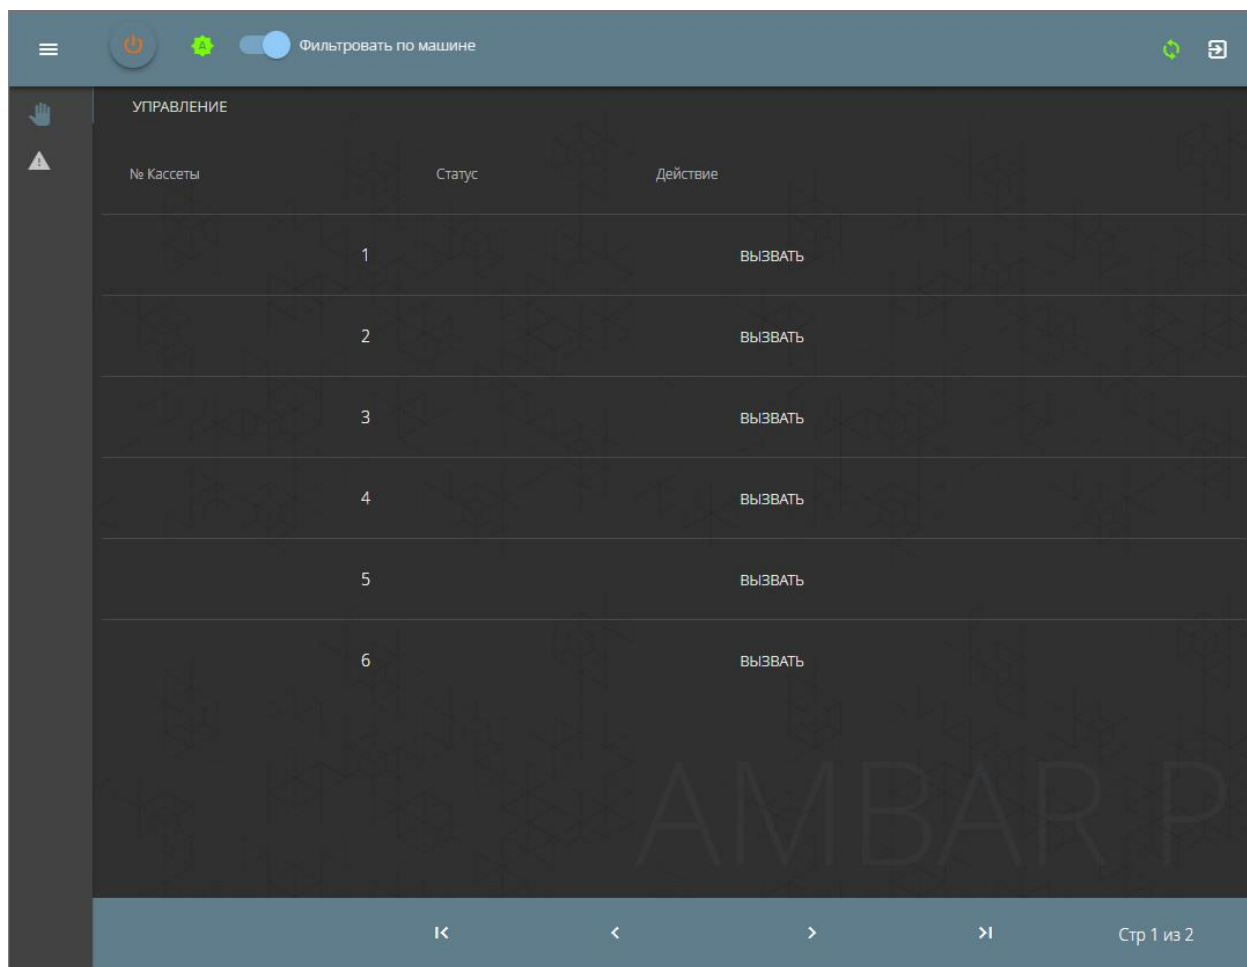 A Фильтровать по машине
УПРАВЛЕНИЕ
№ Кассеты Статус Действие
1 ВЫЗВАТЬ
2 ВЫЗВАТЬ
3 ВЫЗВАТЬ
4 ВЫЗВАТЬ
5 ВЫЗВАТЬ
6 ВЫЗВАТЬ
AMBAR P
Стр 1 из 2